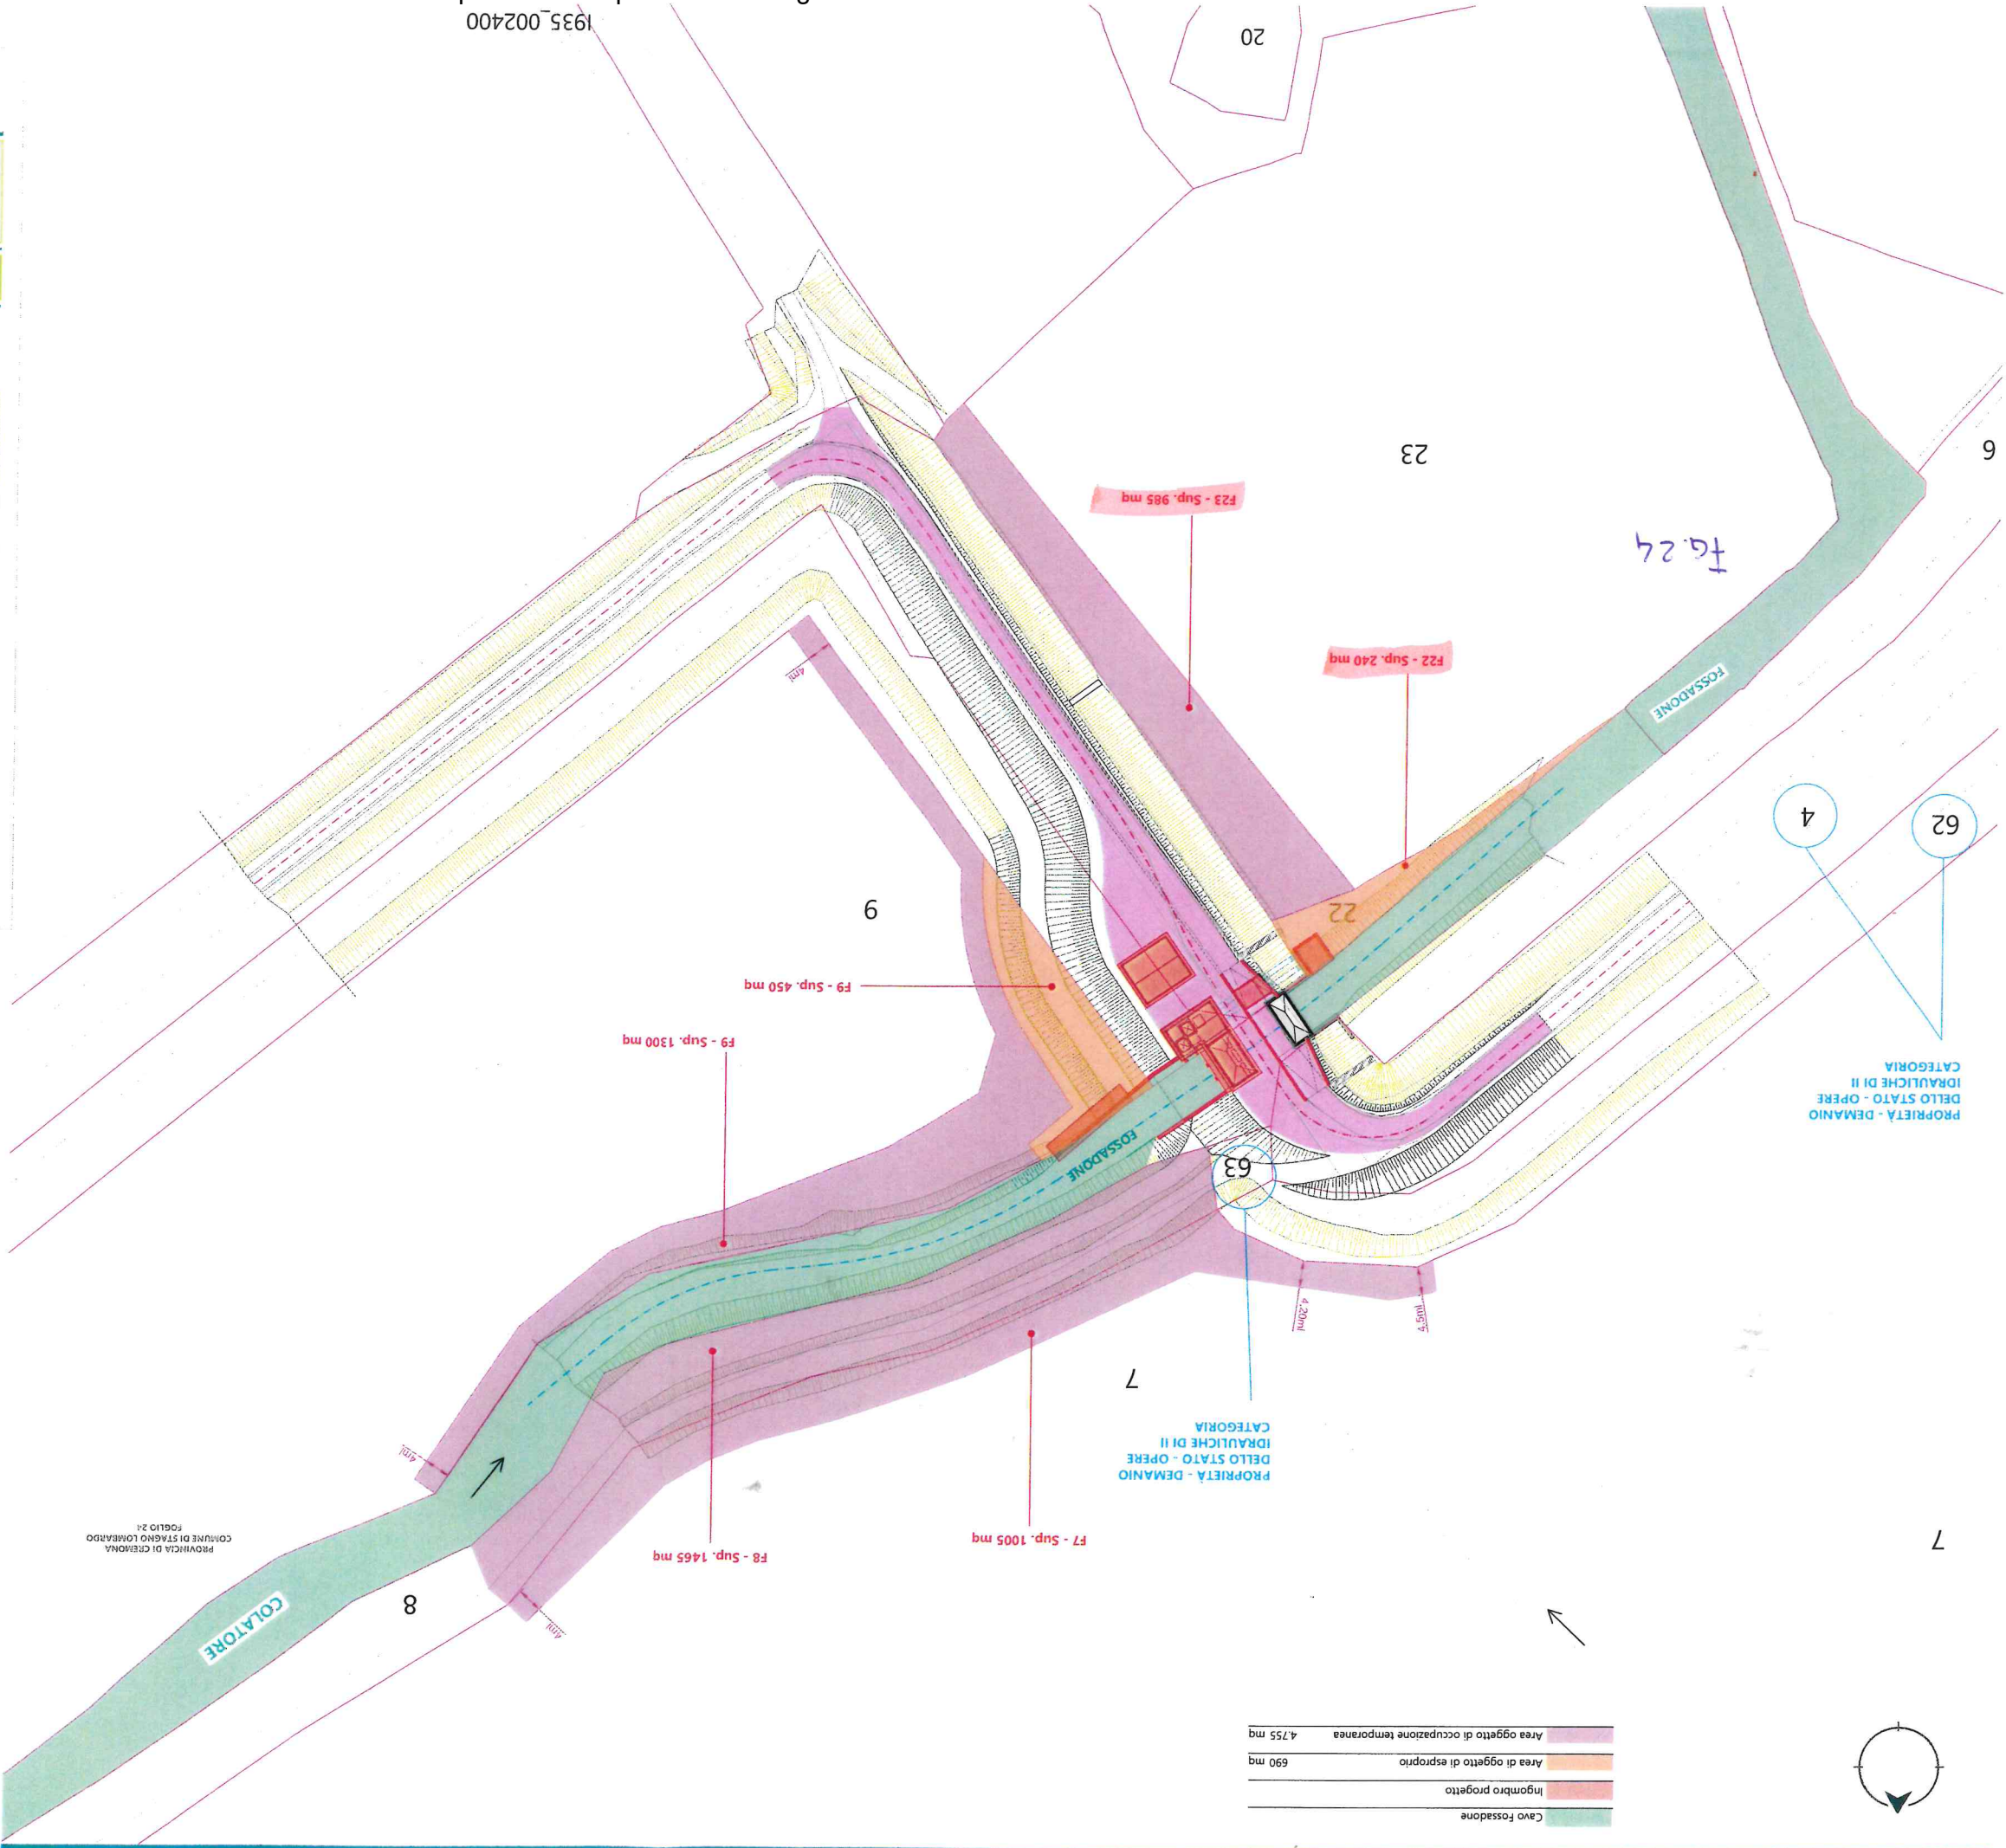 Cavo Fossadone
Ingombro progetto
Area di oggetto di esproprio 690 mq
Area oggetto di occupazione temporanea 4.755 mq
7
8
COLATORE
PROVINCIA DI CREMONA
COMUNE DI STAGNO LOMBARDO
FOGLIO 24
4ml
F7 - Sup. 1005 mq
F8 - Sup. 1465 mq
4ml
PROPRIETÀ - DEMANIO
DELLO STATO - OPERE
IDRAULICHE DI II
CATEGORIA
7
4.5ml
4.20ml
63
FOSSADONE
PROPRIETÀ - DEMANIO
DELLO STATO - OPERE
IDRAULICHE DI II
CATEGORIA
F9 - Sup. 1300 mq
F9 - Sup. 450 mq
9
22
62
4
4ml
FOSSADONE
F22 - Sup. 240 mq
FG. 24
F23 - Sup. 985 mq
23
6
20
I935_002400